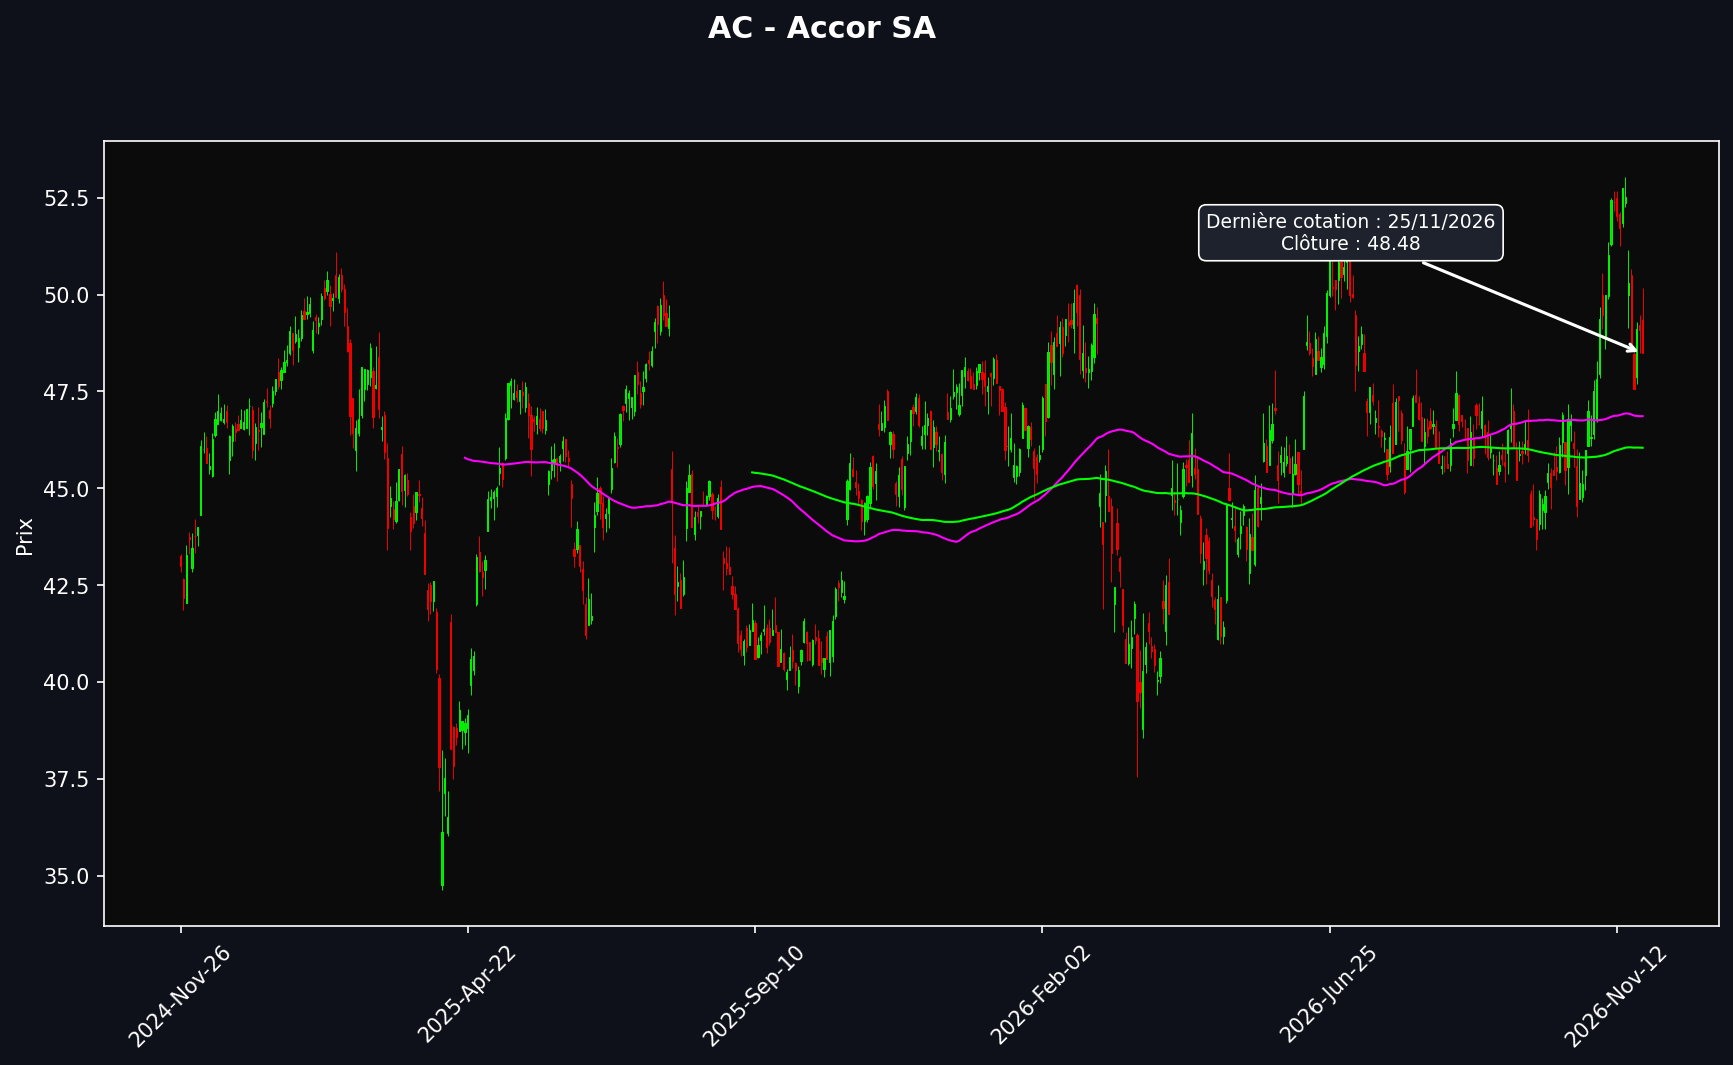 AC - Accor SA
Dernière cotation : 25/11/2026
Clôture : 48.48
Prix
52.5
50.0
47.5
45.0
42.5
40.0
37.5
35.0
2024-Nov-26
2025-Apr-22
2025-Sep-10
2026-Feb-02
2026-Jun-25
2026-Nov-12